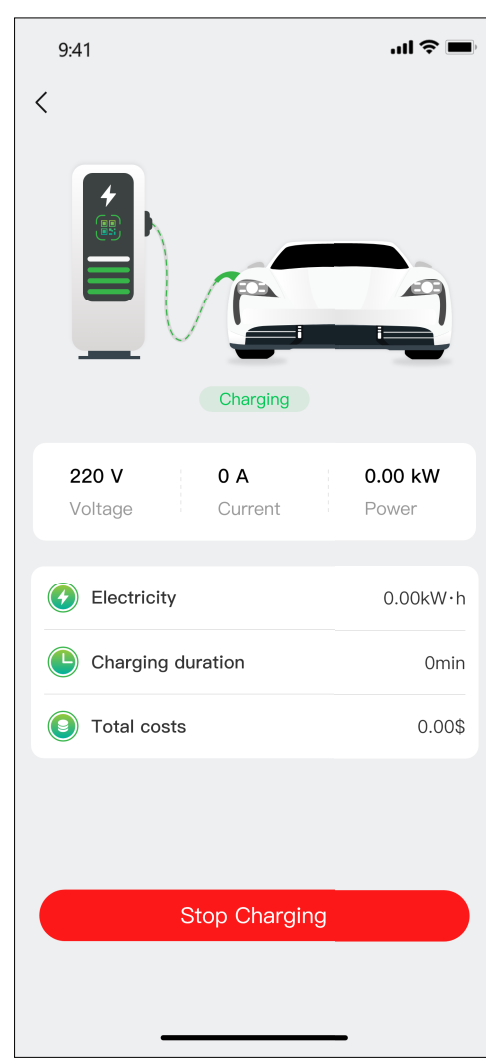 9:41
Charging
220 V 0 A 0.00 kW
Voltage Current Power
Electricity 0.00kW·h
Charging duration 0min
Total costs 0.00$
Stop Charging